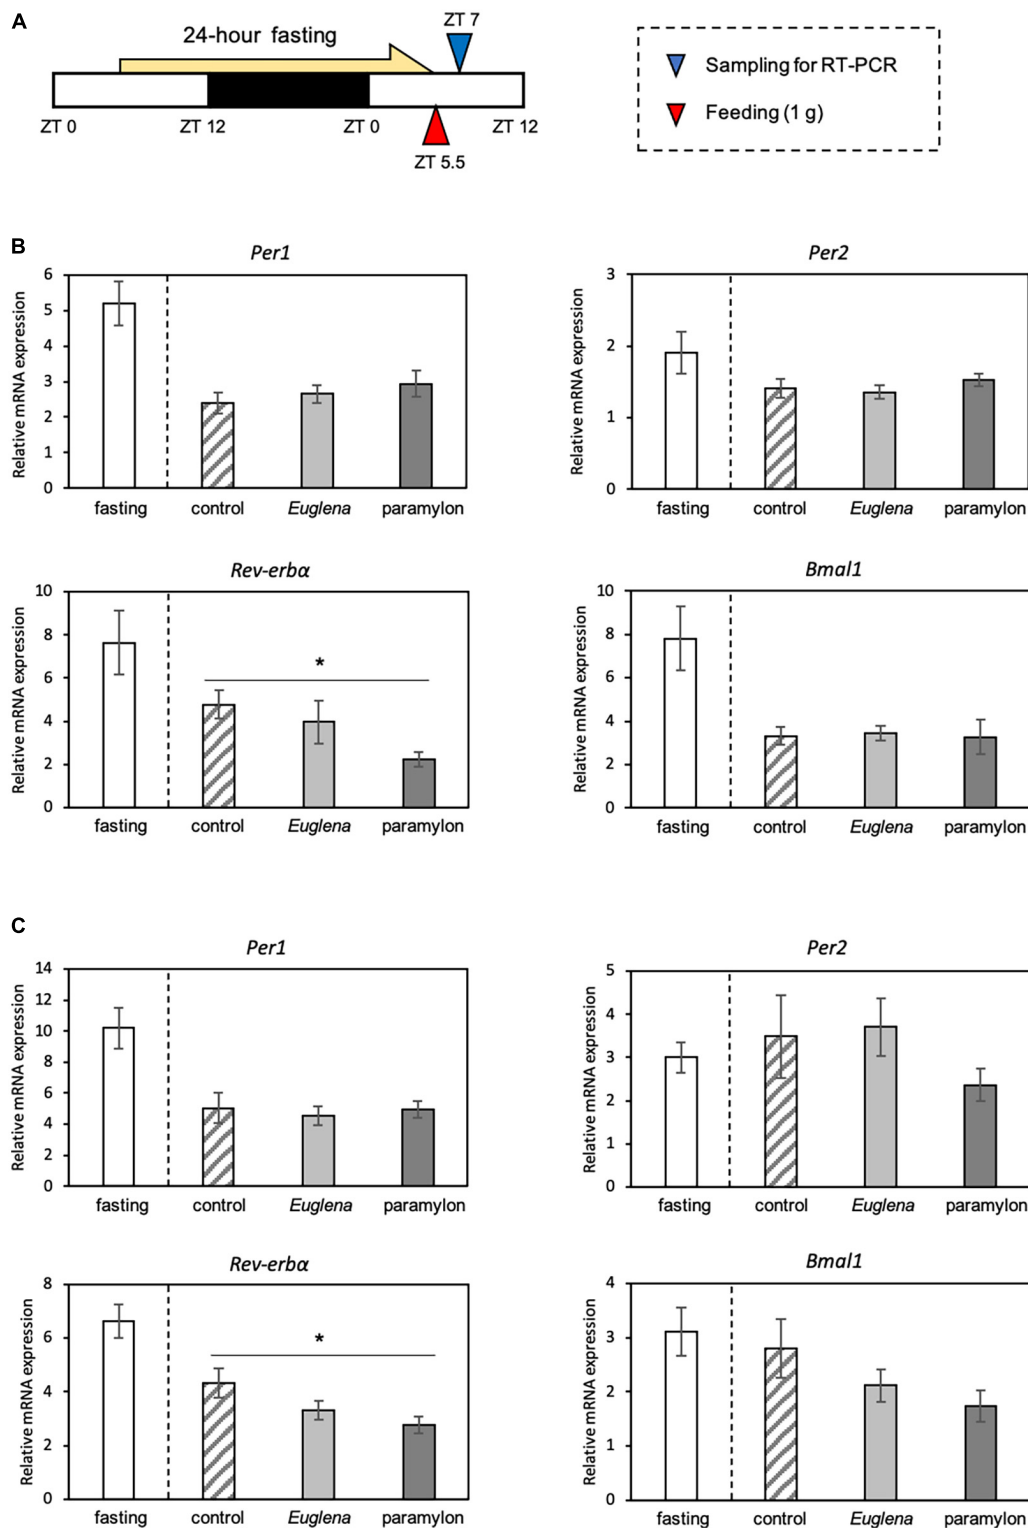 A
24-hour fasting
ZT 7
ZT 0
ZT 12
ZT 0
ZT 12
ZT 5.5
Sampling for RT-PCR
Feeding (1 g)
B
Per1
Relative mRNA expression
6
5
4
3
2
1
0
fasting
control
Euglena
paramylon
Per2
Relative mRNA expression
3
2
1
0
fasting
control
Euglena
paramylon
Rev-erbα
Relative mRNA expression
10
8
6
4
2
0
*
fasting
control
Euglena
paramylon
Bmal1
Relative mRNA expression
10
8
6
4
2
0
fasting
control
Euglena
paramylon
C
Per1
Relative mRNA expression
14
12
10
8
6
4
2
0
fasting
control
Euglena
paramylon
Per2
Relative mRNA expression
5
4
3
2
1
0
fasting
control
Euglena
paramylon
Rev-erbα
Relative mRNA expression
8
6
4
2
0
*
fasting
control
Euglena
paramylon
Bmal1
Relative mRNA expression
4
3
2
1
0
fasting
control
Euglena
paramylon